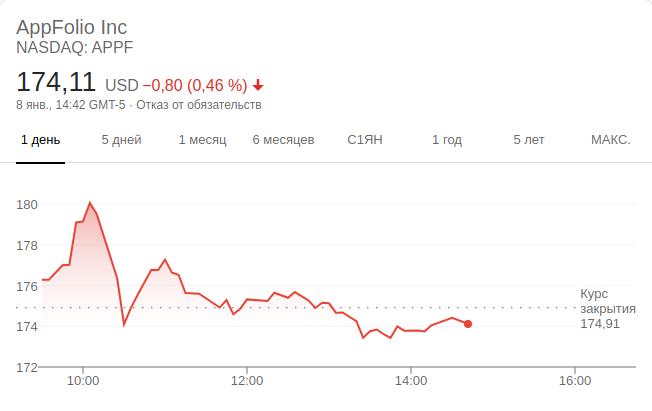 AppFolio Inc
NASDAQ: APPF
174,11 USD −0,80 (0,46 %)
8 янв., 14:42 GMT-5 · Отказ от обязательств
1 день 5 дней 1 месяц 6 месяцев С1ЯН 1 год 5 лет МАКС.
180
178
176
Курс
закрытия
174,91
174
172
10:00 12:00 14:00 16:00